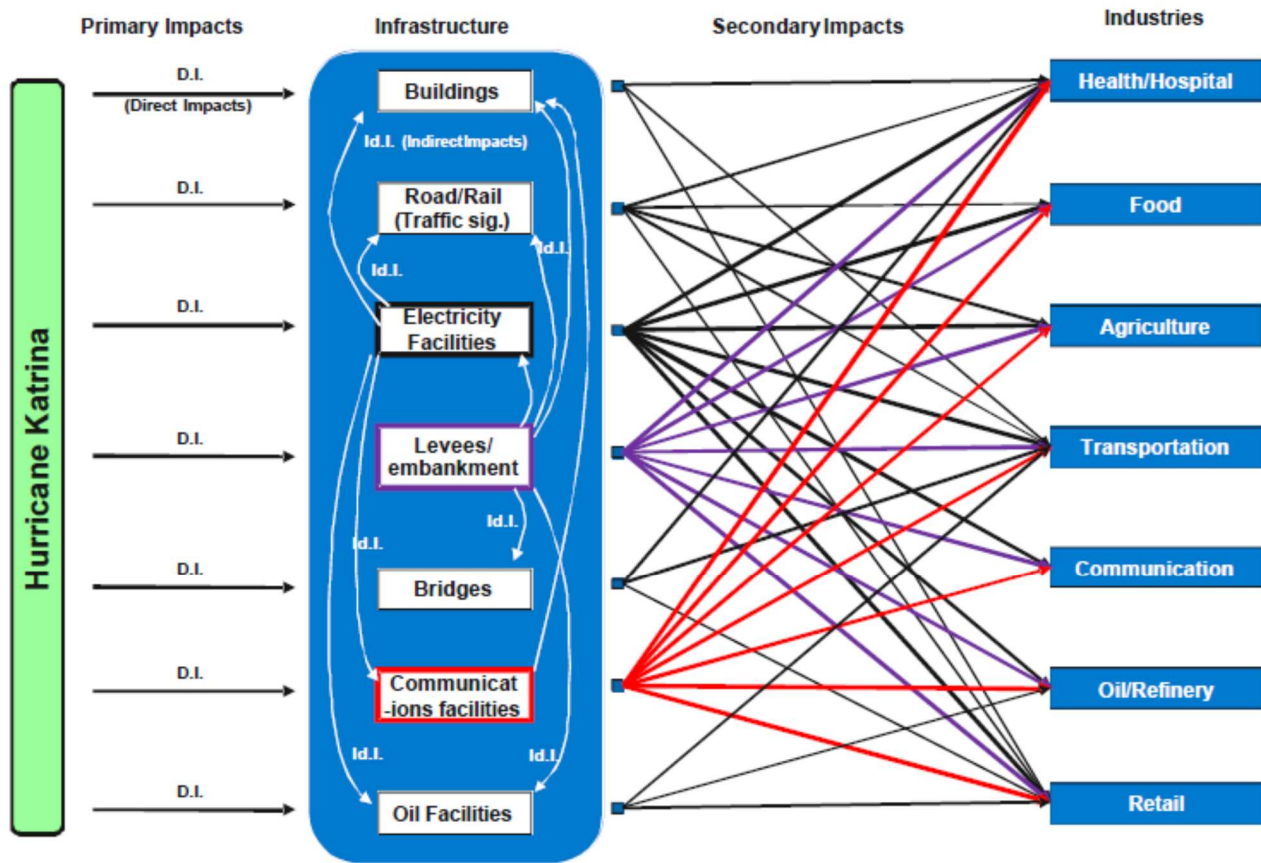 Primary Impacts
Infrastructure
Secondary Impacts
Industries
Hurricane Katrina
D.I.
(Direct Impacts)
D.I.
D.I.
D.I.
D.I.
D.I.
D.I.
Buildings
Id.I. (IndirectImpacts)
Road/Rail
(Traffic sig.)
Id.I.
Id.I.
Electricity
Facilities
Levees/
embankment
Id.I.
Id.I.
Bridges
Communicat
-ions facilities
Id.I.
Id.I.
Oil Facilities
Health/Hospital
Food
Agriculture
Transportation
Communication
Oil/Refinery
Retail